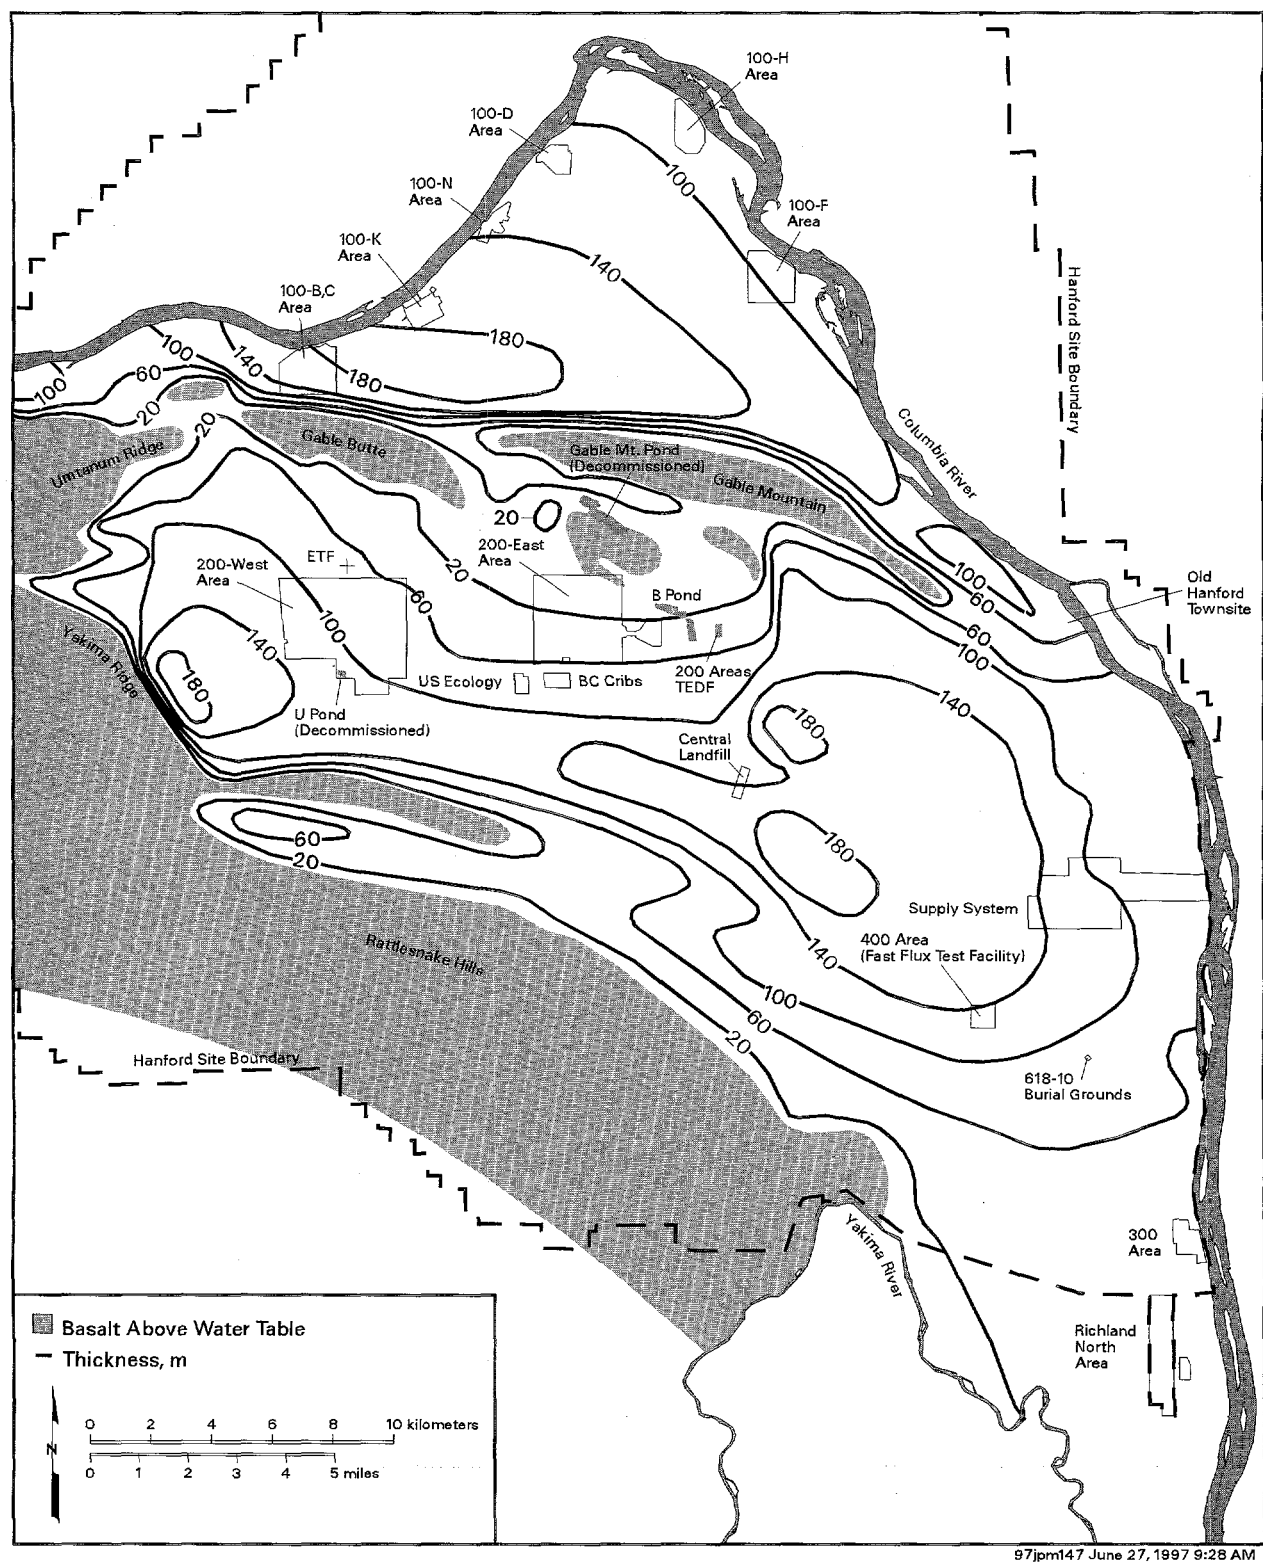 100-H
Area
100-D
Area
100
100-N
Area
100-F
Area
100-K
Area
140
Hanford Site Boundary
100-B,C
Area
180
100
140
60
180
100
20
20
Columbia River
Gable Butte
Gable Mt. Pond
(Decommissioned)
Umtanum Ridge
Gable Mountain
20
200-East
Area
ETF
200-West
Area
20
100
60
Old
Hanford
Townsite
60
B Pond
100
60
140
100
Yakima Ridge
180
US Ecology
BC Cribs
200 Areas
TEDF
140
U Pond
(Decommissioned)
180
Central
Landfill
60
20
180
Supply System
Rattlesnake Hills
400 Area
(Fast Flux Test Facility)
140
100
60
20
Hanford Site Boundary
618-10
Burial Grounds
Yakima River
300
Area
Richland
North
Area
Basalt Above Water Table
Thickness, m
N
0 2 4 6 8 10 kilometers
0 1 2 3 4 5 miles
97jpm147 June 27, 1997 9:28 AM